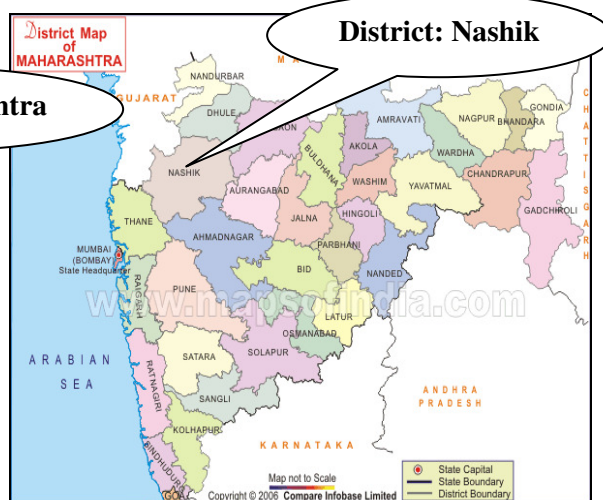 District Map
of
MAHARASHTRA
District: Nashik
NANDURBAR
GUJARAT
DHULE
AMRAVATI
NAGPUR
BHANDARA
GONDIA
CHATTISGARH
AKOLA
BULDHANA
WARDHA
NASHIK
AURANGABAD
WASHIM
YAVATMAL
CHANDRAPUR
THANE
JALNA
HINGOLI
GADCHIROLI
AHMADNAGAR
PARBHANI
MUMBAI
(BOMBAY)
State Headquarter
BID
NANDED
RAIGARH
PUNE
www.mapsofindia.com
LATUR
OSMANABAD
ARABIAN
SEA
SATARA
SOLAPUR
RATNAGIRI
SANGLI
ANDHRA
PRADESH
KOLHAPUR
KARNATAKA
SINDHUDURG
GOA
Map not to Scale
Copyright © 2006 Compare Infobase Limited
State Capital
State Boundary
District Boundary